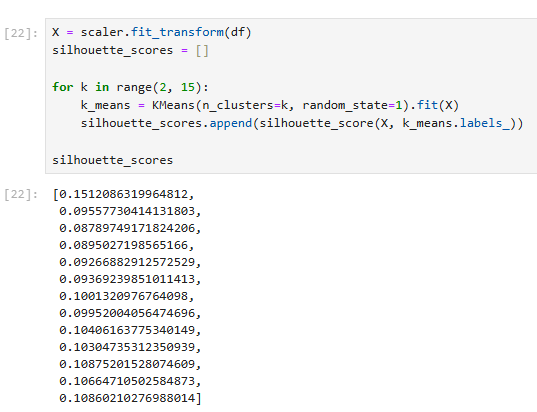 [22]: X = scaler.fit_transform(df)
silhouette_scores = []
for k in range(2, 15):
    k_means = KMeans(n_clusters=k, random_state=1).fit(X)
    silhouette_scores.append(silhouette_score(X, k_means.labels_))
silhouette_scores
[22]: [0.1512086319964812,
0.09557730414131803,
0.08789749171824206,
0.0895027198565166,
0.09266882912572529,
0.09369239851011413,
0.1001320976764098,
0.09952004056474696,
0.10406163775340149,
0.10304735312350939,
0.10875201528074609,
0.10664710502584873,
0.10860210276988014]